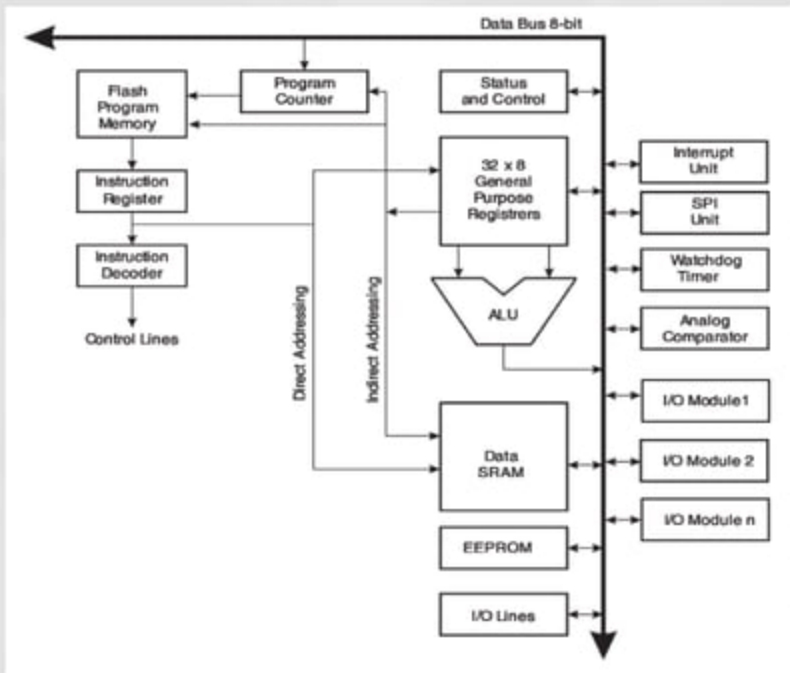 Data Bus 8-bit
Flash
Program
Memory
Program
Counter
Status
and Control
Instruction
Register
32 x 8
General
Purpose
Registrers
Interrupt
Unit
SPI
Unit
Instruction
Decoder
Watchdog
Timer
Control Lines
Direct Addressing
Indirect Addressing
ALU
Analog
Comparator
I/O Module1
Data
SRAM
I/O Module 2
I/O Module n
EEPROM
I/O Lines